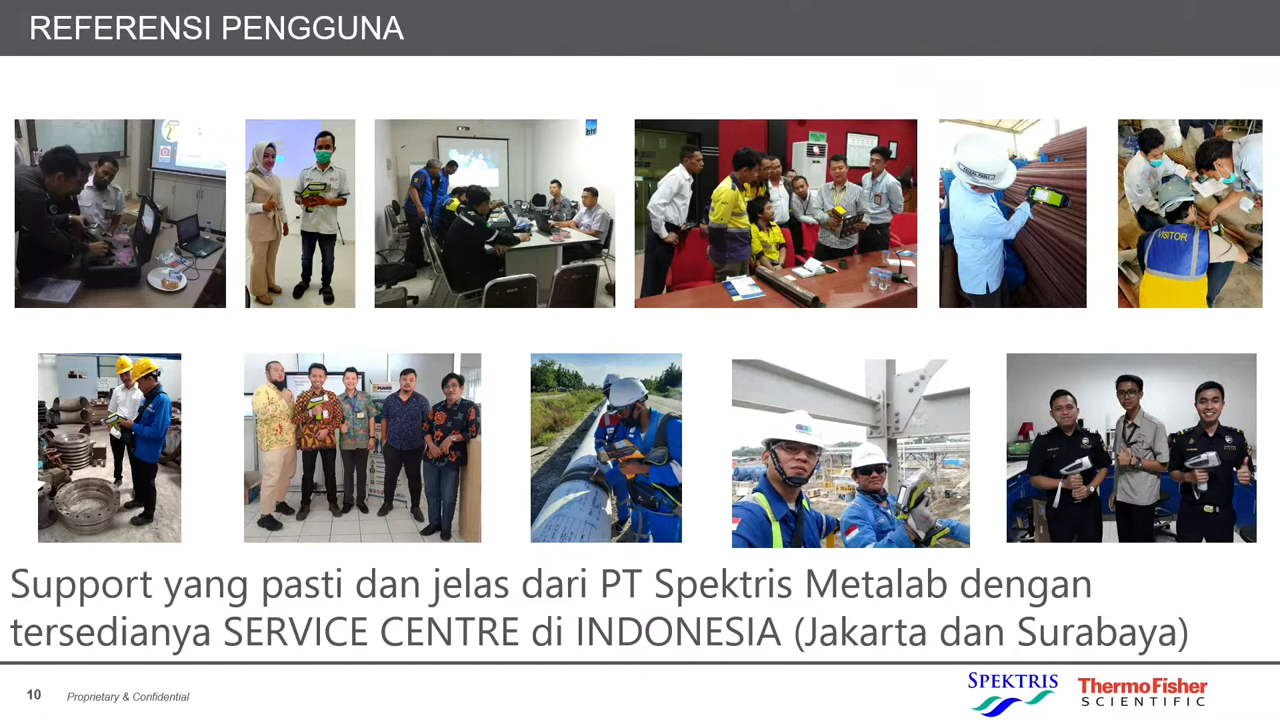 REFERENSI PENGGUNA
VISITOR
Support yang pasti dan jelas dari PT Spektris Metalab dengan
tersedianya SERVICE CENTRE di INDONESIA (Jakarta dan Surabaya)
10 Proprietary & Confidential
SPEKTRIS
ThermoFisher
SCIENTIFIC